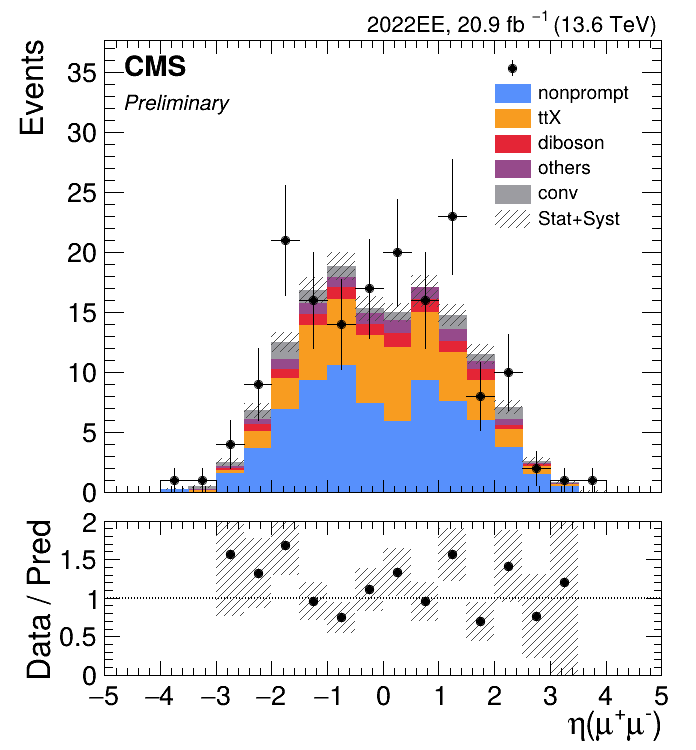 2022EE, 20.9 fb⁻¹ (13.6 TeV)
Events
CMS
Preliminary
nonprompt
ttX
diboson
others
conv
Stat+Syst
35
30
25
20
15
10
5
0
Data / Pred
2
1.5
1
0.5
0
−5 −4 −3 −2 −1 0 1 2 3 4 5
η(μ⁺μ⁻)